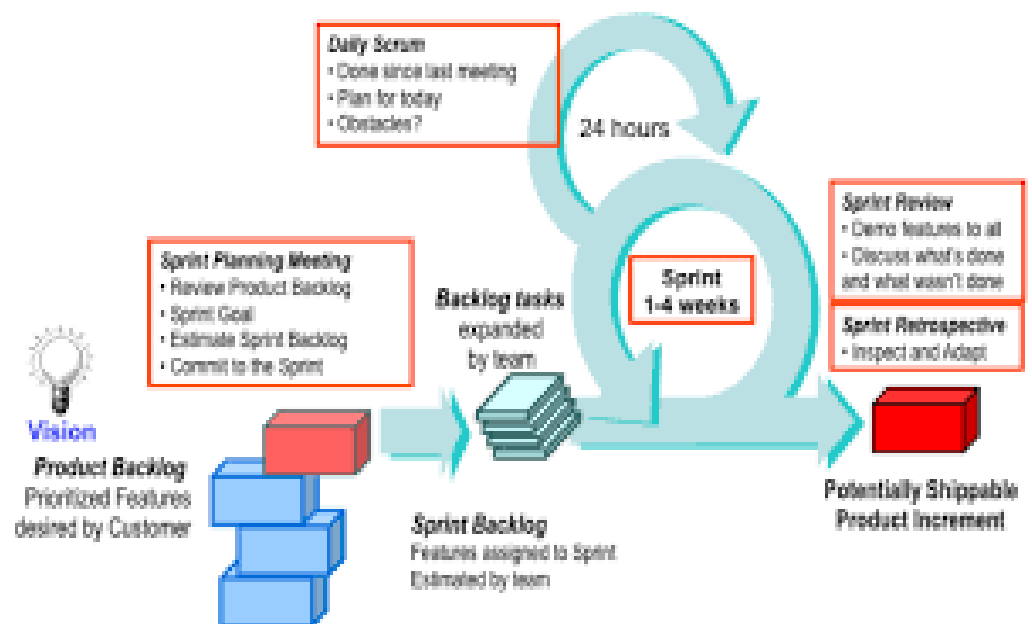 Daily Scrum
• Done since last meeting
• Plan for today
• Obstacles?
24 hours
Sprint Planning Meeting
• Review Product Backlog
• Sprint Goal
• Estimate Sprint Backlog
• Commit to the Sprint
Backlog tasks
expanded
by team
Sprint
1-4 weeks
Sprint Review
• Demo features to all
• Discuss what's done
and what wasn't done
Sprint Retrospective
• Inspect and Adapt
Vision
Product Backlog
Prioritized Features
desired by Customer
Sprint Backlog
Features assigned to Sprint
Estimated by team
Potentially Shippable
Product Increment